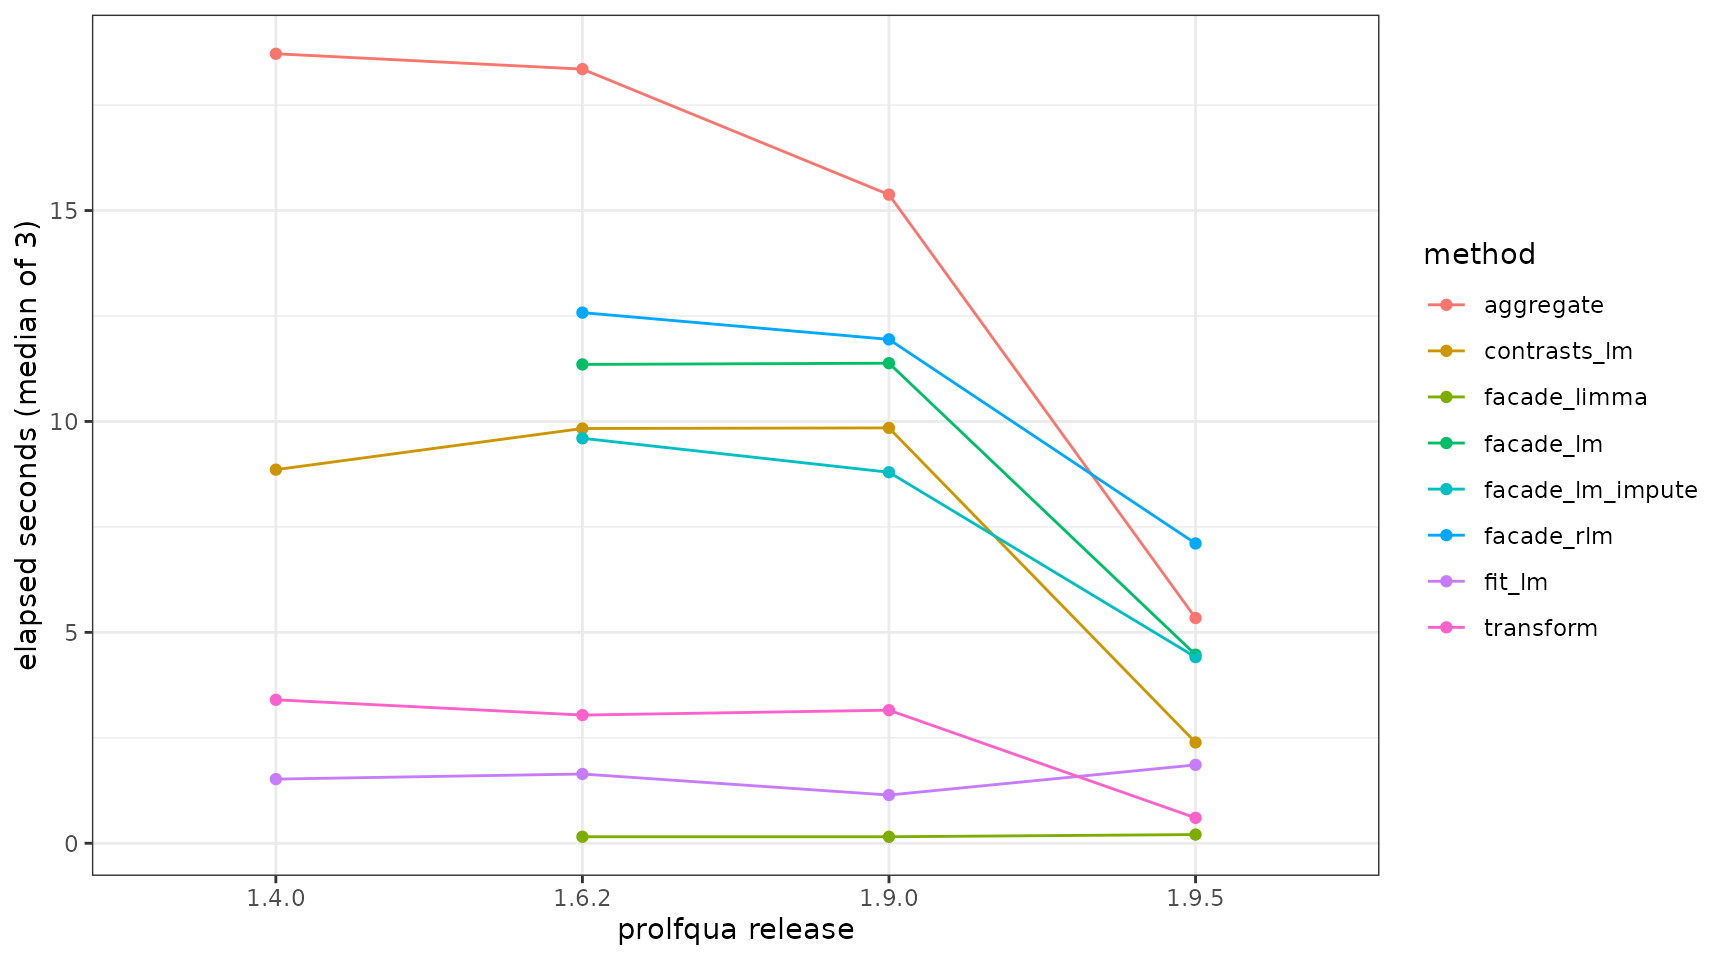 elapsed seconds (median of 3)
15
10
5
0
1.4.0 1.6.2 1.9.0 1.9.5
prolfqua release
method
aggregate
contrasts_lm
facade_limma
facade_lm
facade_lm_impute
facade_rlm
fit_lm
transform